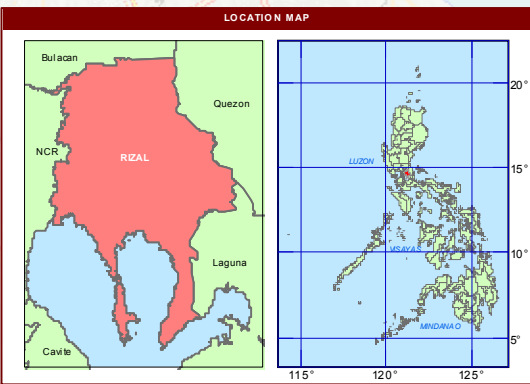 LOCATION MAP
Bulacan
Quezon
NCR
RIZAL
Laguna
Cavite
20°
LUZON
15°
VISAYAS
10°
MINDANAO
5°
115° 120° 125°